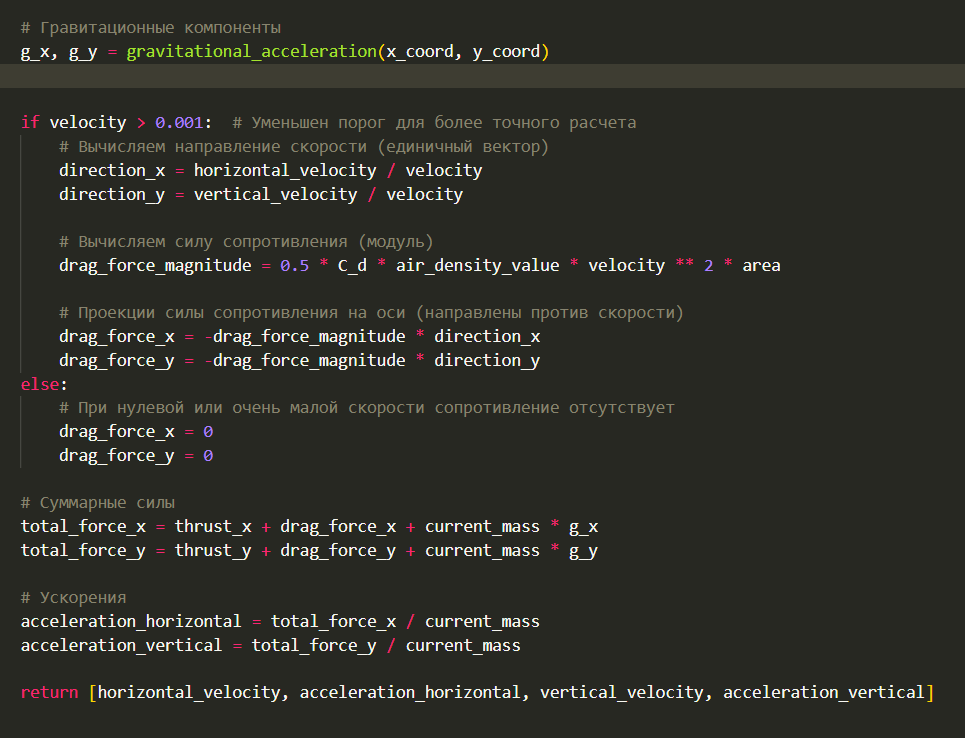 # Гравитационные компоненты
g_x, g_y = gravitational_acceleration(x_coord, y_coord)
if velocity > 0.001:  # Уменьшен порог для более точного расчета
    # Вычисляем направление скорости (единичный вектор)
    direction_x = horizontal_velocity / velocity
    direction_y = vertical_velocity / velocity
    # Вычисляем силу сопротивления (модуль)
    drag_force_magnitude = 0.5 * C_d * air_density_value * velocity ** 2 * area
    # Проекции силы сопротивления на оси (направлены против скорости)
    drag_force_x = -drag_force_magnitude * direction_x
    drag_force_y = -drag_force_magnitude * direction_y
else:
    # При нулевой или очень малой скорости сопротивление отсутствует
    drag_force_x = 0
    drag_force_y = 0
# Суммарные силы
total_force_x = thrust_x + drag_force_x + current_mass * g_x
total_force_y = thrust_y + drag_force_y + current_mass * g_y
# Ускорения
acceleration_horizontal = total_force_x / current_mass
acceleration_vertical = total_force_y / current_mass
return [horizontal_velocity, acceleration_horizontal, vertical_velocity, acceleration_vertical]